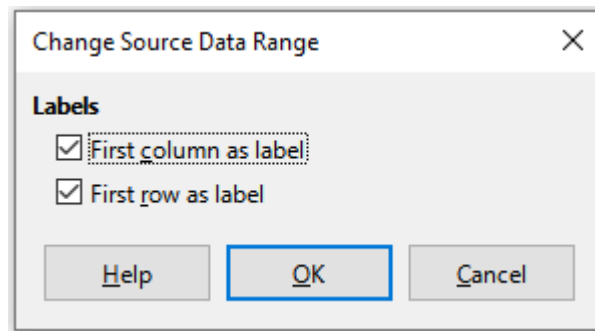 Change Source Data Range
Labels
First column as label
First row as label
Help OK Cancel